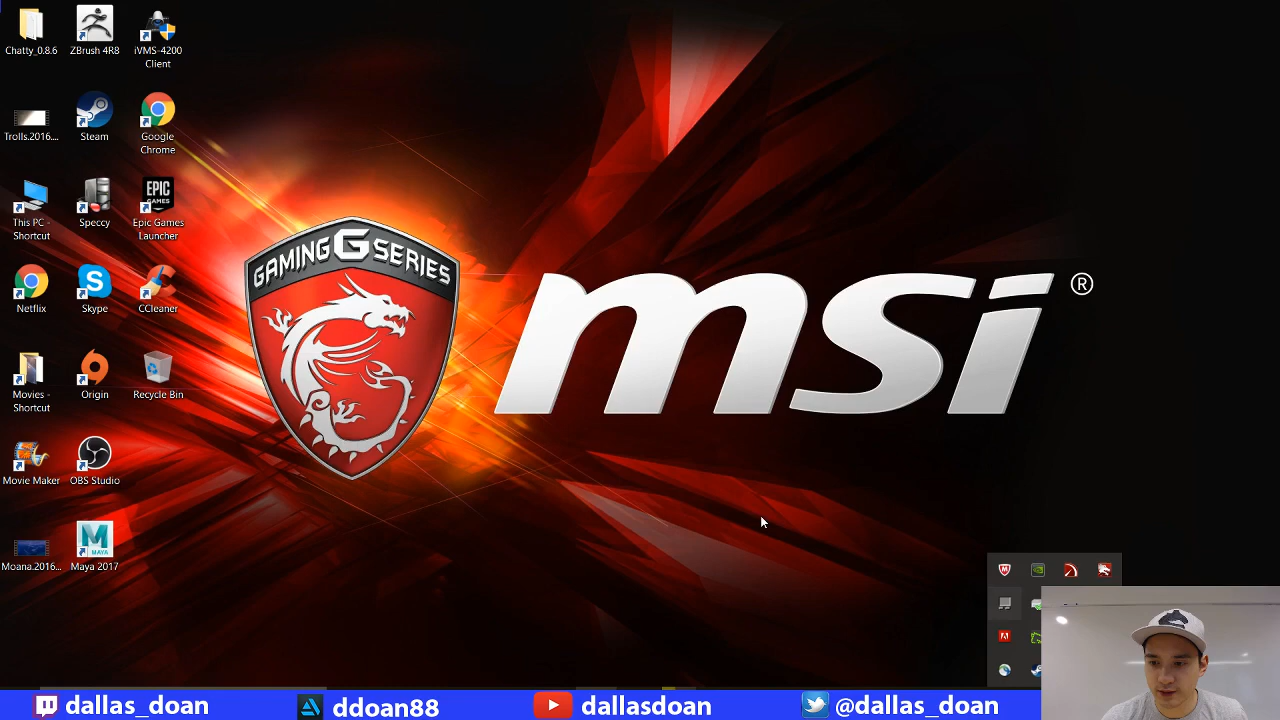 Chatty_0.8.6
ZBrush 4R8
iVMS-4200
Client
Trolls.2016....
Steam
Google
Chrome
This PC -
Shortcut
Speccy
EPIC
GAMES
Epic Games
Launcher
Netflix
S
Skype
CCleaner
Movies -
Shortcut
Origin
Recycle Bin
Movie Maker
OBS Studio
Moana.2016...
M
MAYA
Maya 2017
GAMING G SERIES
msi ®
dallas_doan
ddoan88
dallasdoan
@dallas_doan